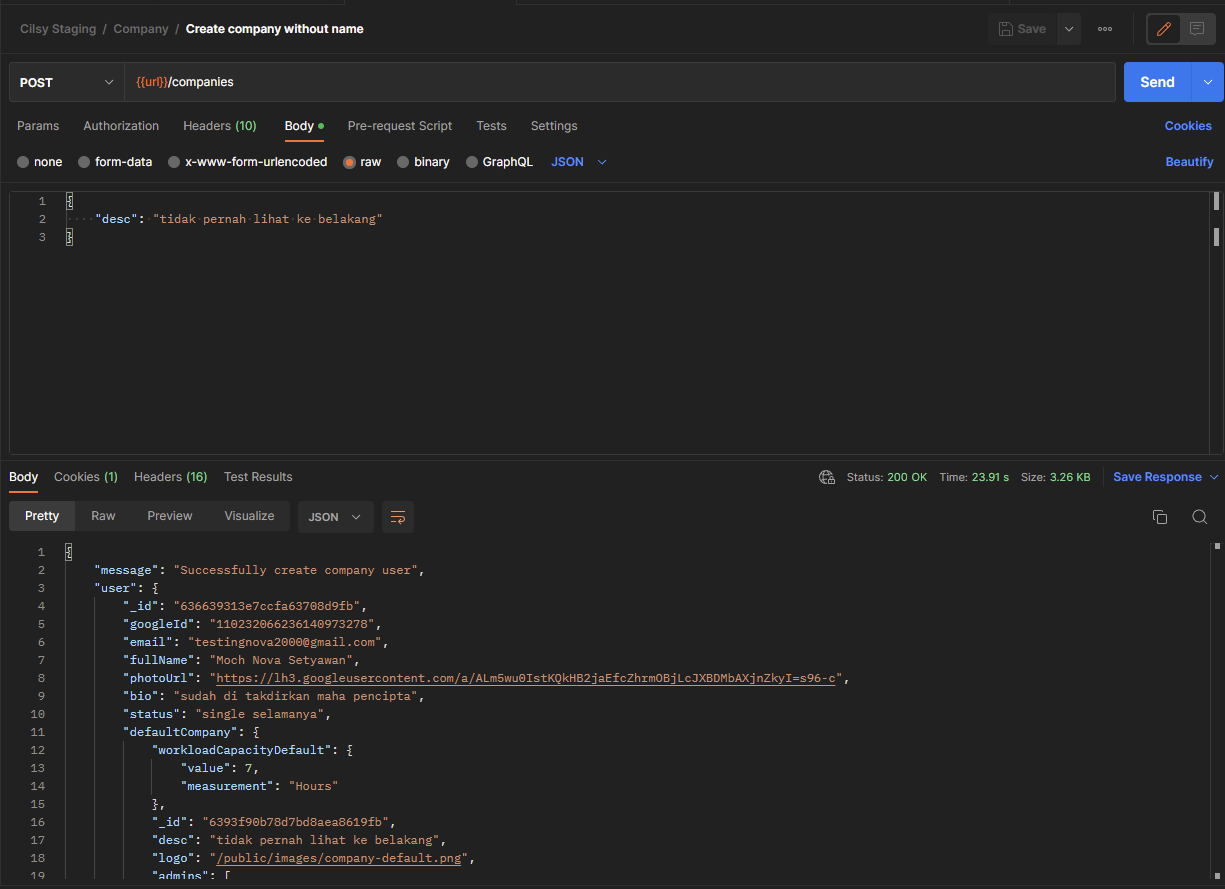 Cilsy Staging / Company / Create company without name
Save
POST {{url}}/companies Send
Params Authorization Headers (10) Body Pre-request Script Tests Settings Cookies
none form-data x-www-form-urlencoded raw binary GraphQL JSON Beautify
1 {
2 "desc": "tidak pernah lihat ke belakang"
3 }
Body Cookies (1) Headers (16) Test Results Status: 200 OK Time: 23.91 s Size: 3.26 KB Save Response
Pretty Raw Preview Visualize JSON
1 {
2 "message": "Successfully create company user",
3 "user": {
4 "_id": "636639313e7ccfa63708d9fb",
5 "googleId": "110232066236140973278",
6 "email": "testingnova2000@gmail.com",
7 "fullName": "Moch Nova Setyawan",
8 "photoUrl": "https://lh3.googleusercontent.com/a/ALm5wu0IstKQkHB2jaEfcZhrmOBjLcJXBDMbAXjnZkyI=s96-c",
9 "bio": "sudah di takdirkan maha pencipta",
10 "status": "single selamanya",
11 "defaultCompany": {
12 "workloadCapacityDefault": {
13 "value": 7,
14 "measurement": "Hours"
15 },
16 "_id": "6393f90b78d7bd8aea8619fb",
17 "desc": "tidak pernah lihat ke belakang",
18 "logo": "/public/images/company-default.png",
19 "admins": [